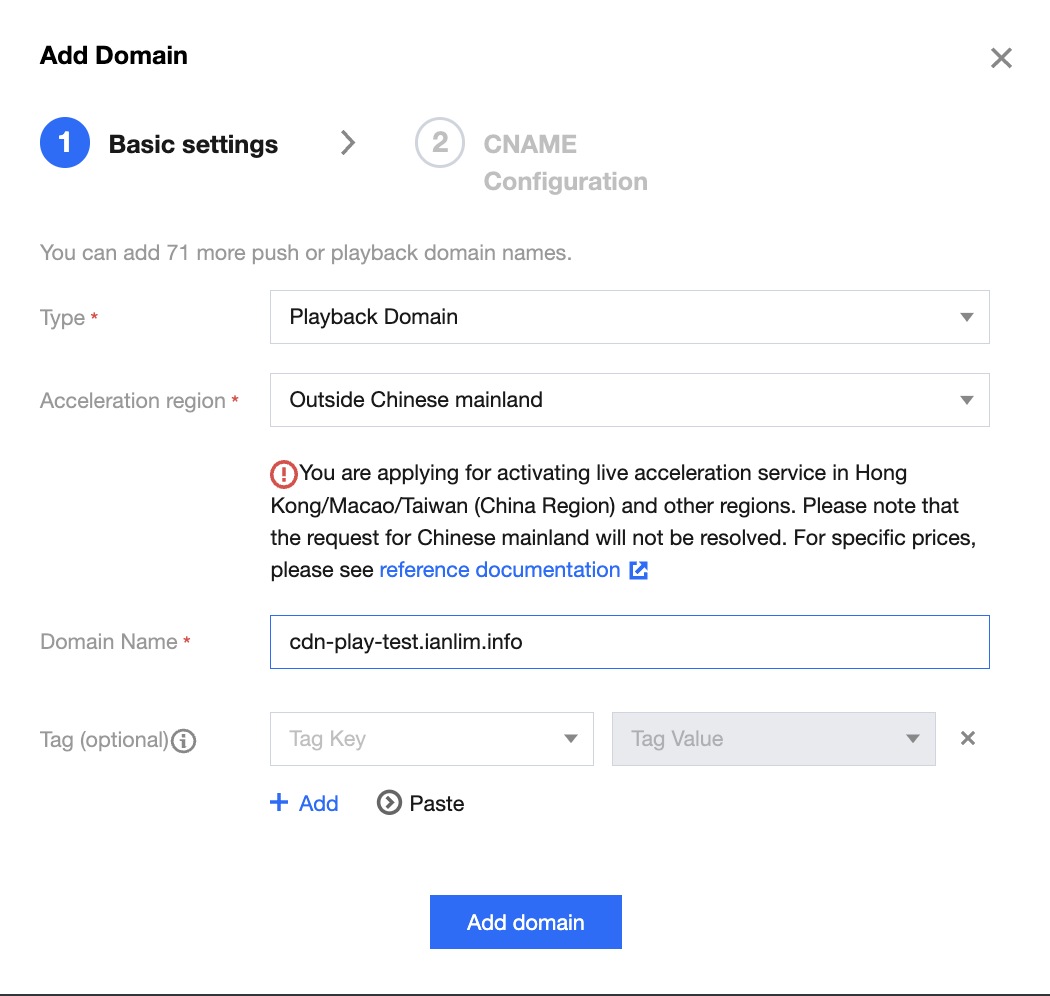 Add Domain
1 Basic settings
2 CNAME
Configuration
You can add 71 more push or playback domain names.
Type * Playback Domain
Acceleration region * Outside Chinese mainland
You are applying for activating live acceleration service in Hong
Kong/Macao/Taiwan (China Region) and other regions. Please note that
the request for Chinese mainland will not be resolved. For specific prices,
please see reference documentation
Domain Name * cdn-play-test.ianlim.info
Tag (optional) Tag Key Tag Value
+ Add Paste
Add domain